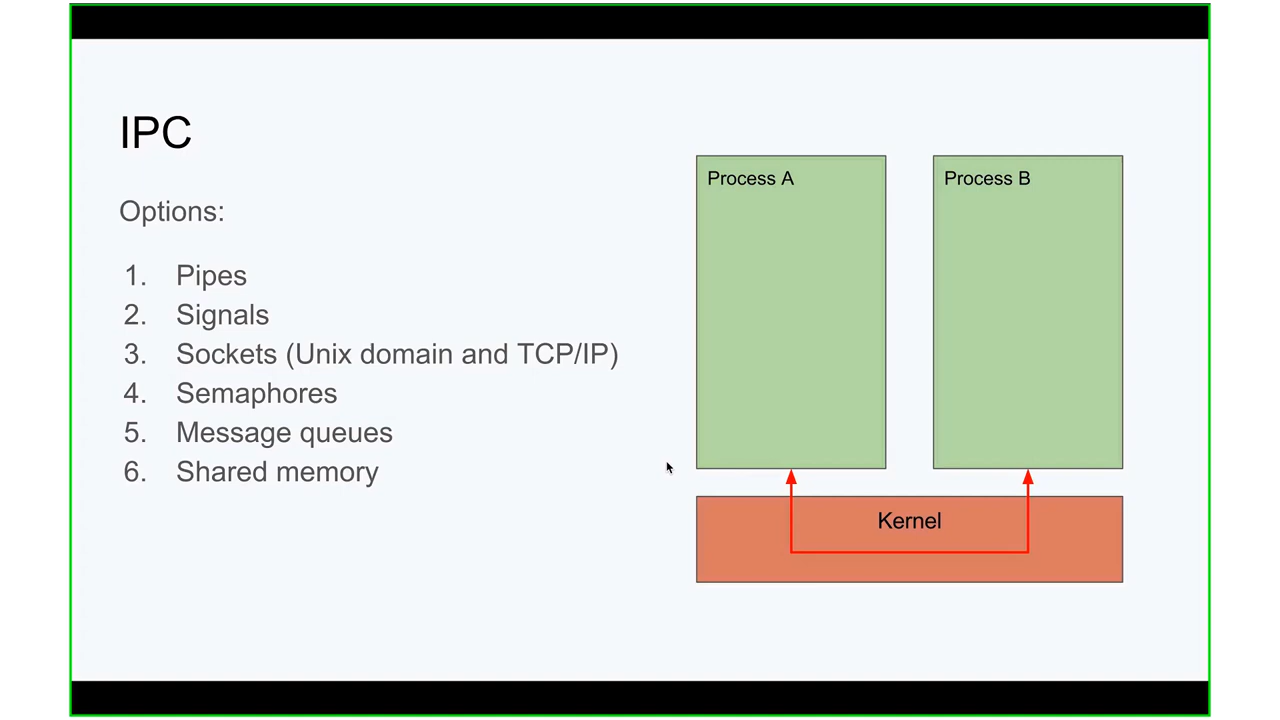 IPC
Options:
1. Pipes
2. Signals
3. Sockets (Unix domain and TCP/IP)
4. Semaphores
5. Message queues
6. Shared memory
Process A
Process B
Kernel